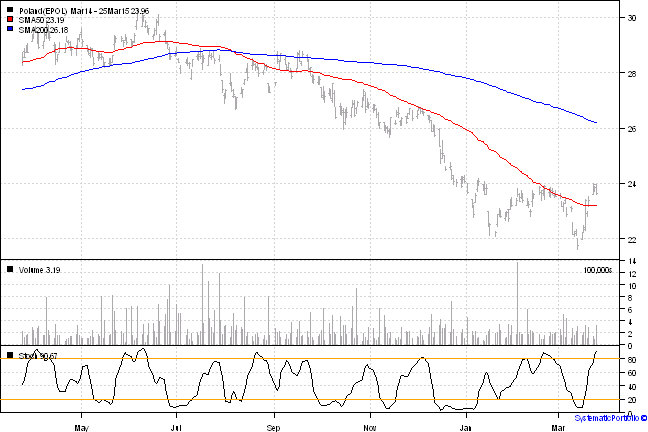 Poland(EPOL) Mar14 - 25Mar15 23.96
SMA50 23.19
SMA200 26.18
30
28
26
24
22
Volume 3.19
100,000s
14
12
10
8
6
4
2
0
Stoch 90.67
80
60
40
20
0
May
Jul
Sep
Nov
Jan
Mar
SystematicPortfolio ©